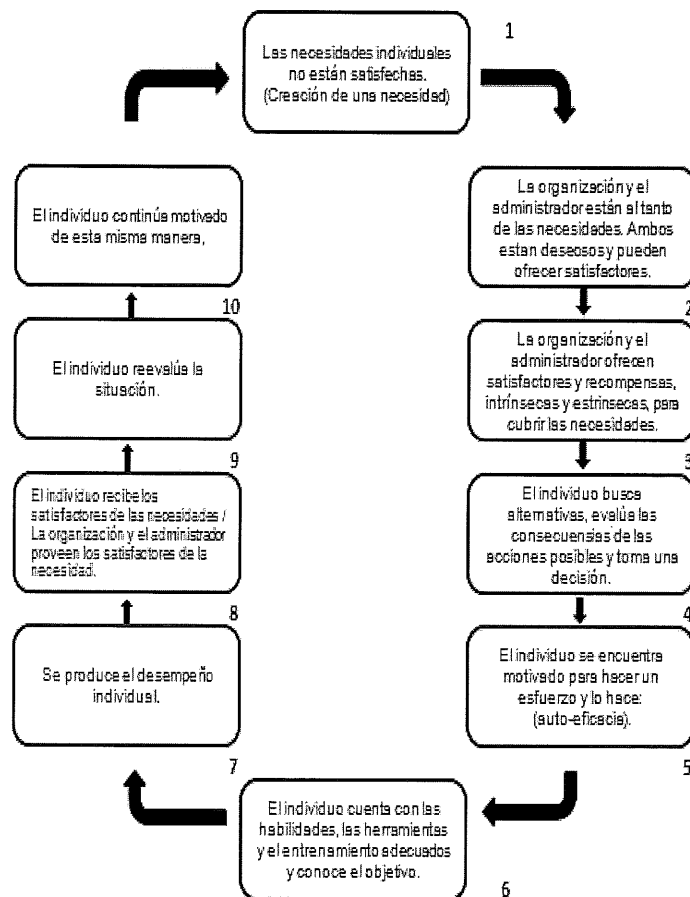 1
Las necesidades individuales
no están satisfechas.
(Creación de una necesidad)
La organización y el
administrador están al tanto
de las necesidades. Ambos
estan deseosos y pueden
ofrecer satisfactores.
2
La organización y el
administrador ofrecen
satisfactores y recompensas,
intrínsecas y estrinsecas, para
cubrir las necesidades.
3
El individuo busca
alternativas, evalúa las
consecuencias de las
acciones posibles y toma una
decisión.
4
El individuo se encuentra
motivado para hacer un
esfuerzo y lo hace:
(auto-eficacia).
5
El individuo cuenta con las
habilidades, las herramientas
y el entrenamiento adecuados
y conoce el objetivo.
6
Se produce el desempeño
individual.
7
El individuo recibe los
satisfactores de las necesidades /
La organización y el administrador
proveen los satisfactores de la
necesidad.
8
El individuo reevalúa la
situación.
9
El individuo continúa motivado
de esta misma manera,
10